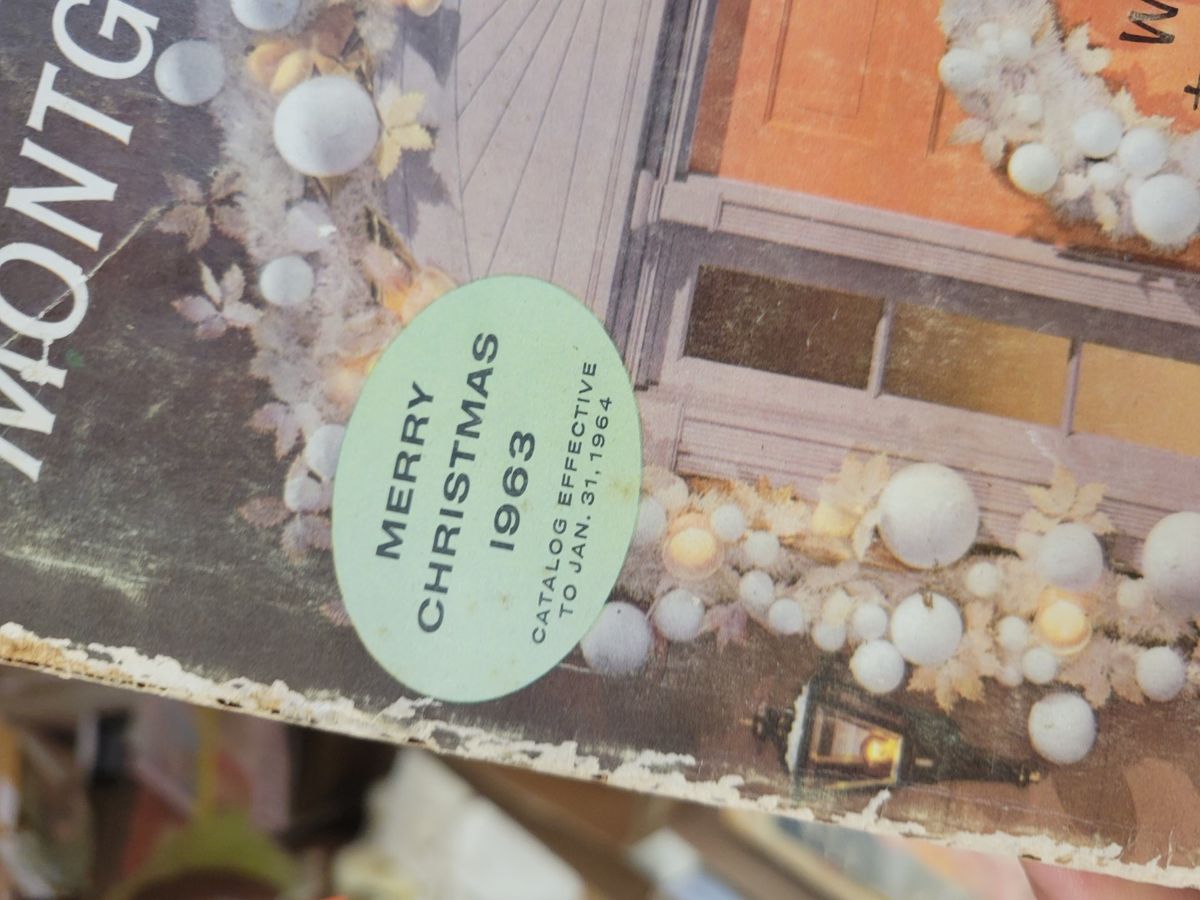 MONTG
MERRY
CHRISTMAS
1963
CATALOG EFFECTIVE
TO JAN. 31, 1964
W